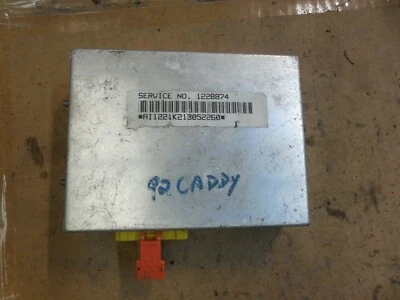 SERVICE NO. 1228874
*AI1221K213052260*
92 CADDY